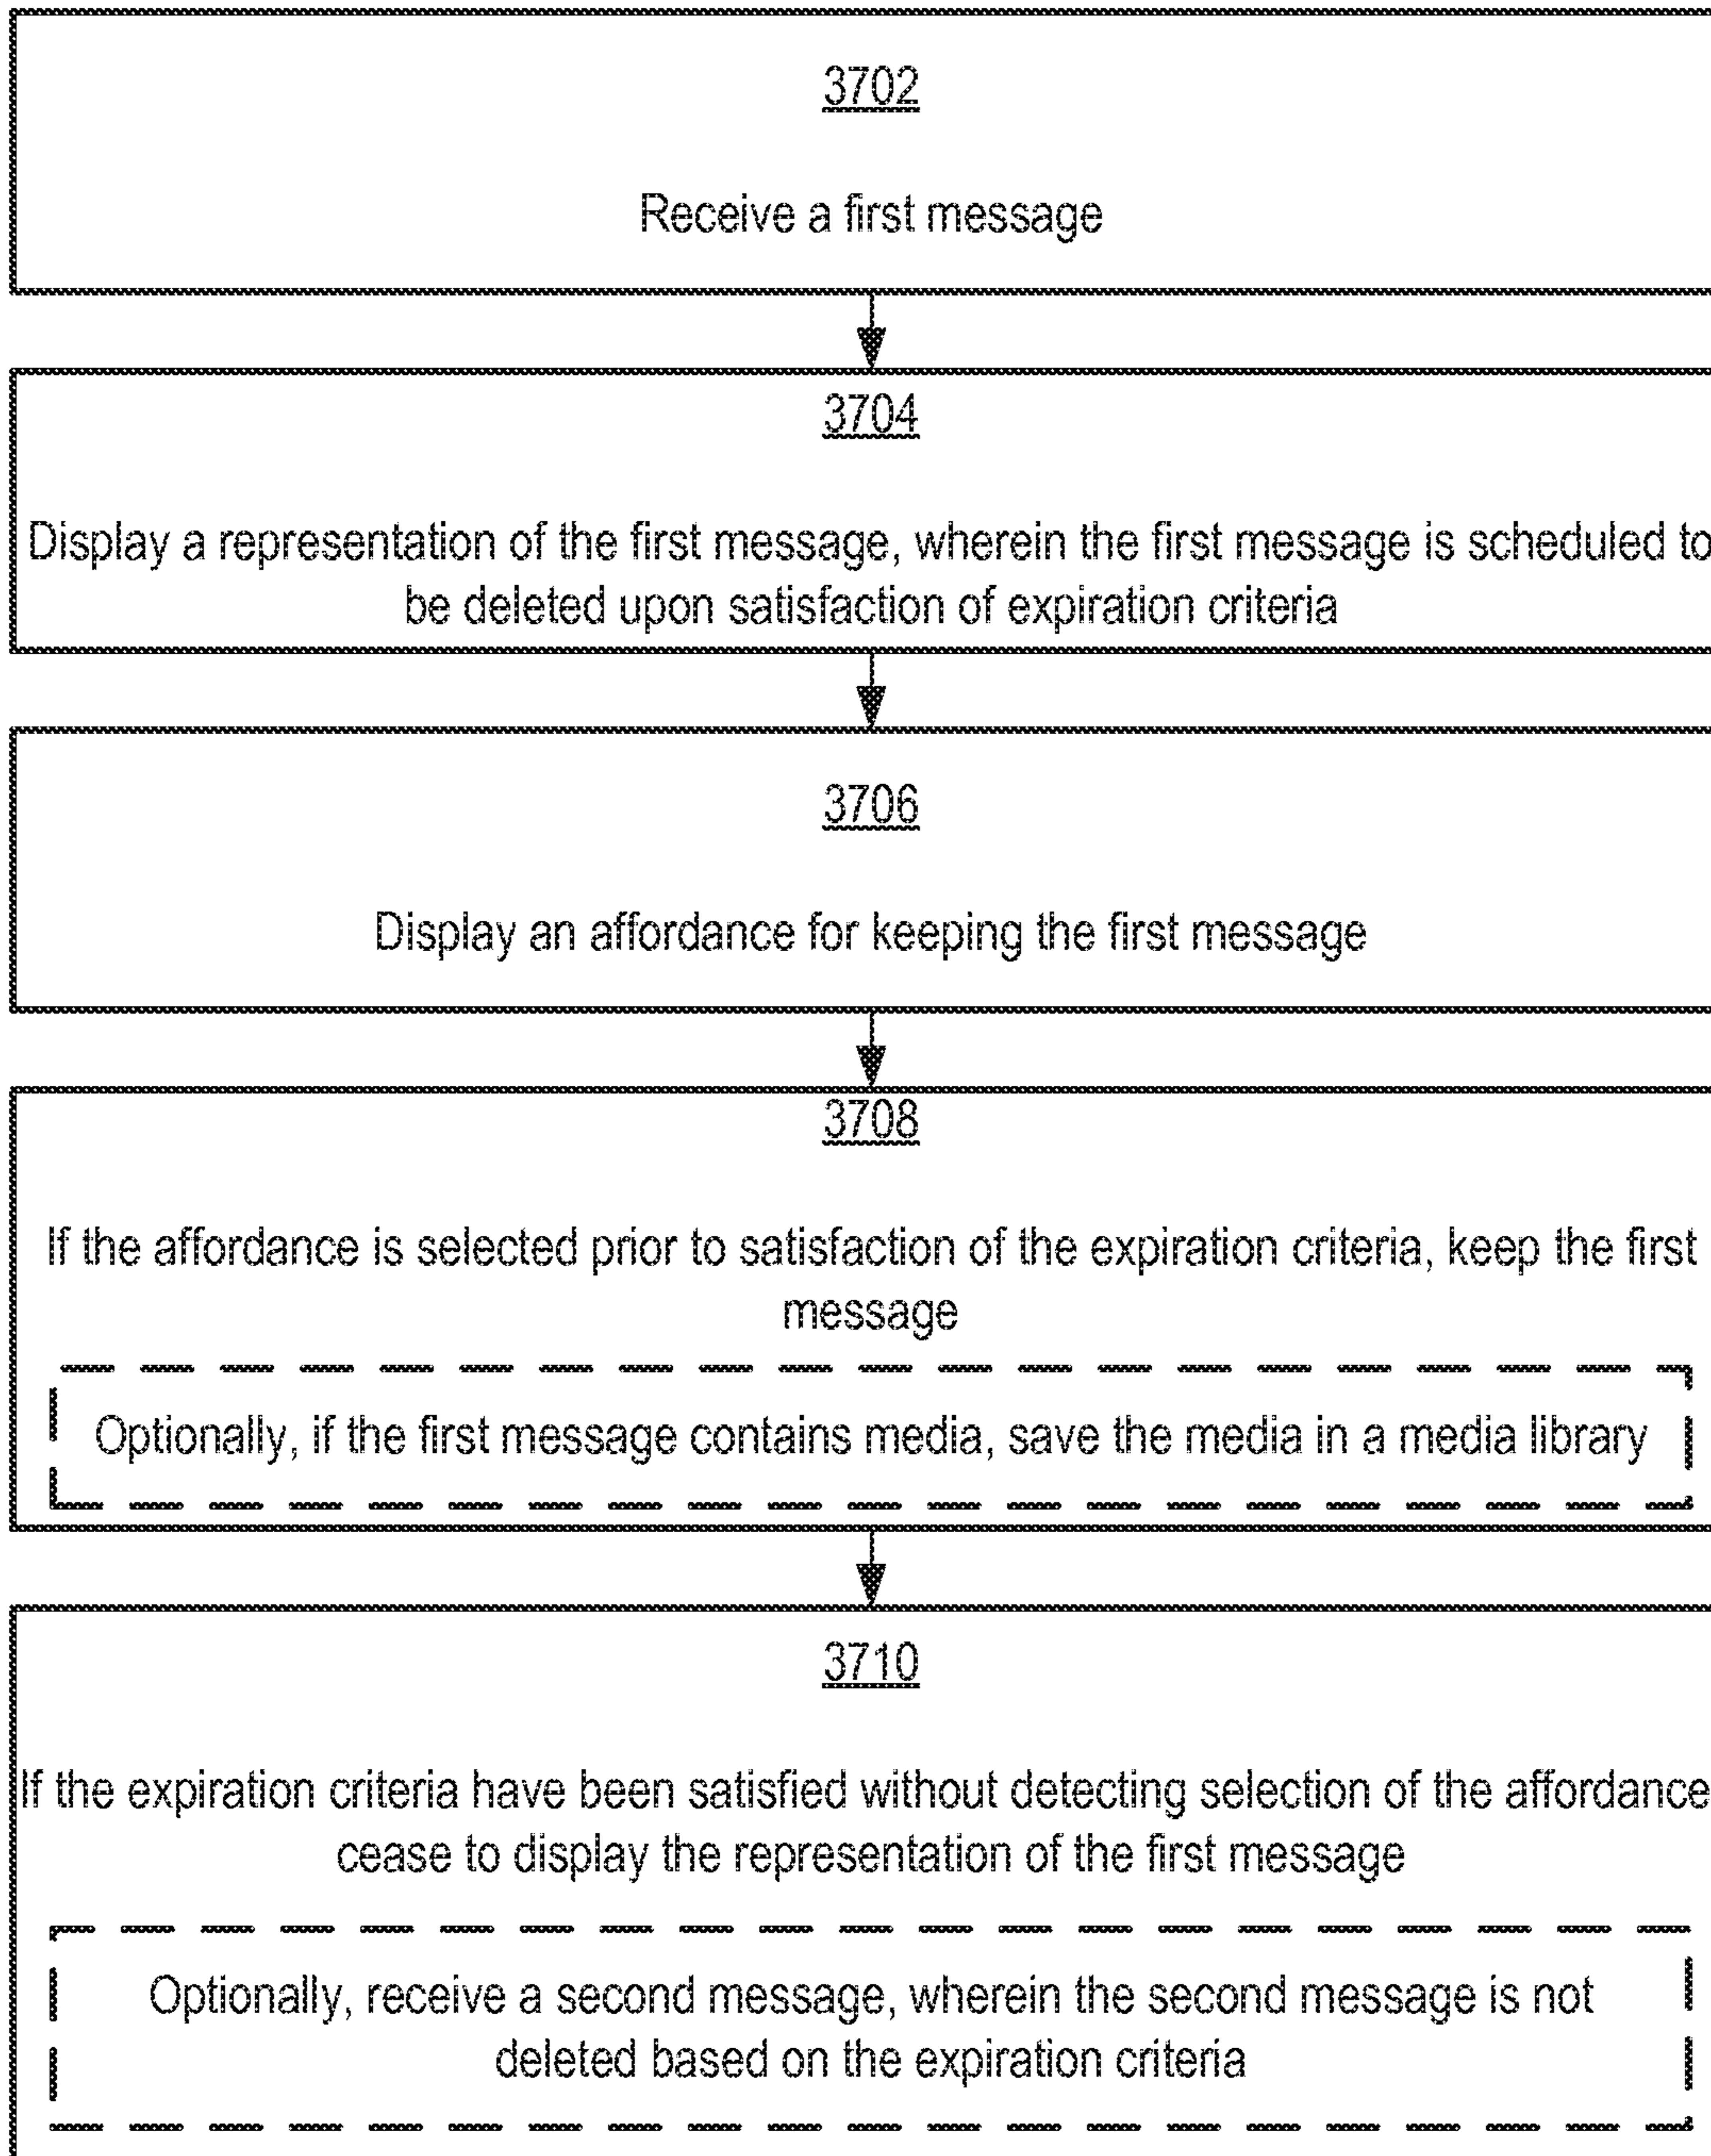 3702
Receive a first message
3704
Display a representation of the first message, wherein the first message is scheduled to
be deleted upon satisfaction of expiration criteria
3706
Display an affordance for keeping the first message
3708
If the affordance is selected prior to satisfaction of the expiration criteria, keep the first
message
Optionally, if the first message contains media, save the media in a media library
3710
If the expiration criteria have been satisfied without detecting selection of the affordance
cease to display the representation of the first message
Optionally, receive a second message, wherein the second message is not
deleted based on the expiration criteria